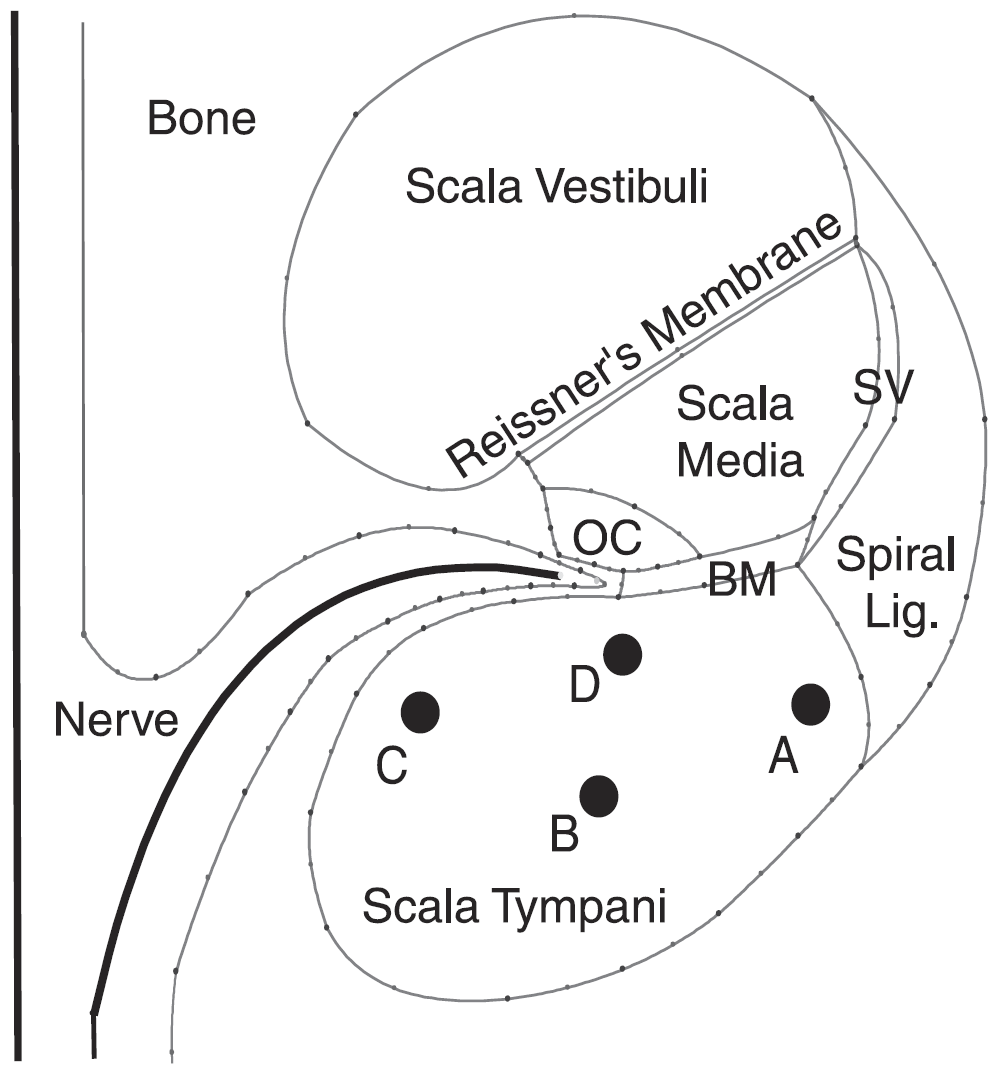 Bone
Scala Vestibuli
Reissner's Membrane
Scala
Media
SV
OC
BM
Spiral
Lig.
Nerve
D
C
A
B
Scala Tympani